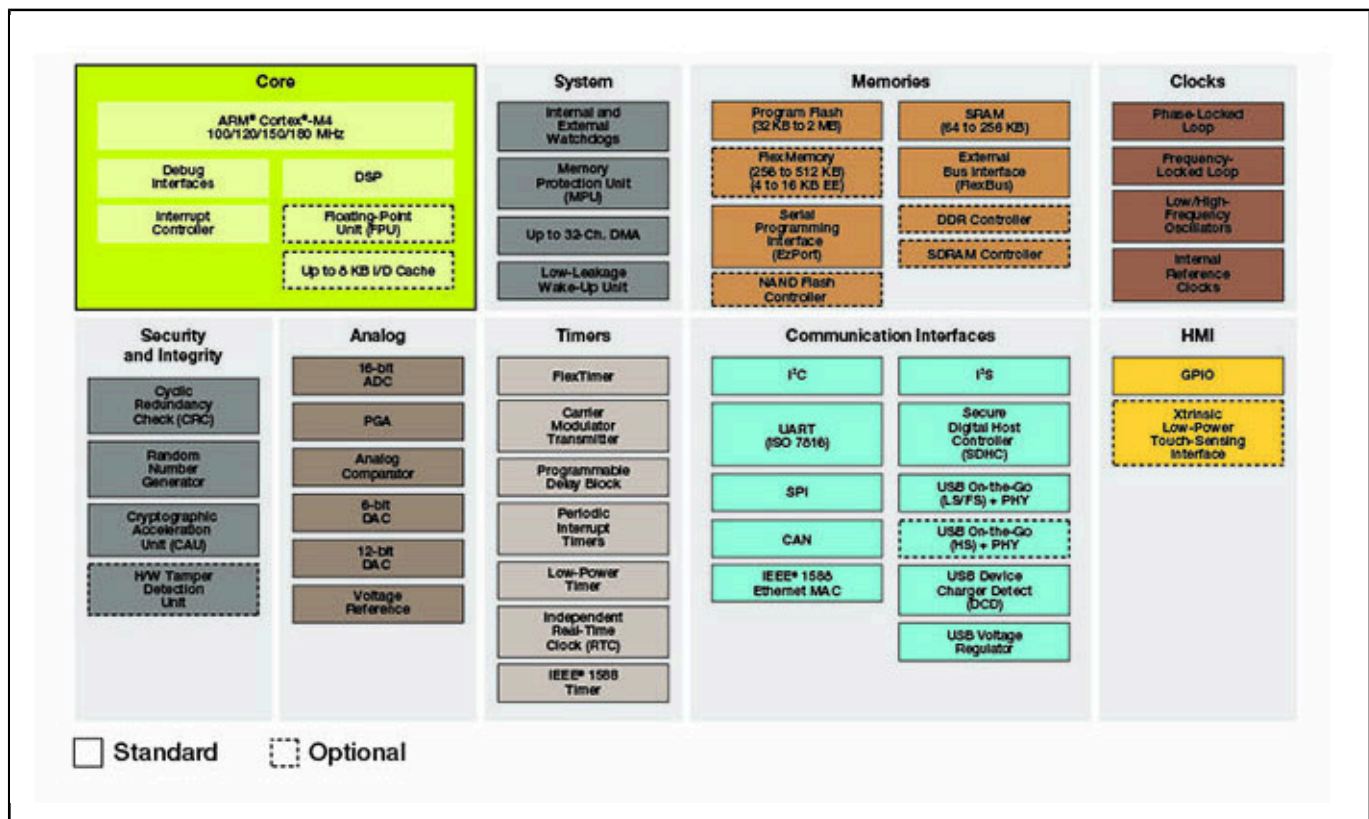 Core
ARM® Cortex®-M4
100/120/150/180 MHz
Debug
Interfaces
DSP
Interrupt
Controller
Floating-Point
Unit (FPU)
Up to 8 KB I/D Cache
System
Internal and
External
Watchdogs
Memory
Protection Unit
(MPU)
Up to 32-Ch. DMA
Low-Leakage
Wake-Up Unit
Memories
Program Flash
(32 KB to 2 MB)
SRAM
(64 to 256 KB)
FlexMemory
(256 to 512 KB)
(4 to 16 KB EE)
External
Bus Interface
(FlexBus)
Serial
Programming
Interface
(EzPort)
DDR Controller
NAND Flash
Controller
SDRAM Controller
Clocks
Phase-Locked
Loop
Frequency-
Locked Loop
Low/High-
Frequency
Oscillators
Internal
Reference
Clocks
Security
and Integrity
Cyclic
Redundancy
Check (CRC)
Random
Number
Generator
Cryptographic
Acceleration
Unit (CAU)
H/W Tamper
Detection
Unit
Analog
16-bit
ADC
PGA
Analog
Comparator
6-bit
DAC
12-bit
DAC
Voltage
Reference
Timers
FlexTimer
Carrier
Modulator
Transmitter
Programmable
Delay Block
Periodic
Interrupt
Timers
Low-Power
Timer
Independent
Real-Time
Clock (RTC)
IEEE® 1588
Timer
Communication Interfaces
I²C
I²S
UART
(ISO 7816)
Secure
Digital Host
Controller
(SDHC)
SPI
USB On-the-Go
(LS/FS) + PHY
CAN
USB On-the-Go
(HS) + PHY
IEEE® 1588
Ethernet MAC
USB Device
Charger Detect
(DCD)
USB Voltage
Regulator
HMI
GPIO
Xtrinsic
Low-Power
Touch-Sensing
Interface
Standard
Optional